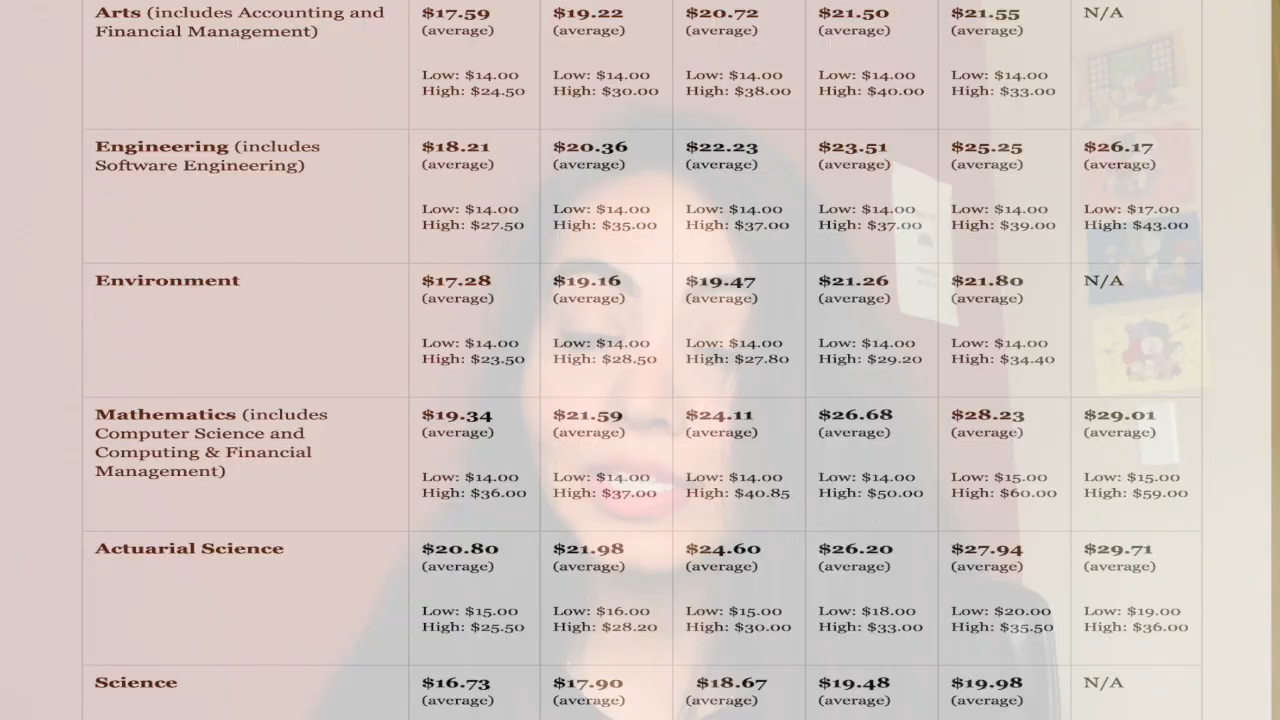 Arts (includes Accounting and Financial Management) $17.59 (average) Low: $14.00 High: $24.50 $19.22 (average) Low: $14.00 High: $30.00 $20.72 (average) Low: $14.00 High: $38.00 $21.50 (average) Low: $14.00 High: $40.00 $21.55 (average) Low: $14.00 High: $33.00 N/A
Engineering (includes Software Engineering) $18.21 (average) Low: $14.00 High: $27.50 $20.36 (average) Low: $14.00 High: $35.00 $22.23 (average) Low: $14.00 High: $37.00 $23.51 (average) Low: $14.00 High: $37.00 $25.25 (average) Low: $14.00 High: $39.00 $26.17 (average) Low: $17.00 High: $43.00
Environment $17.28 (average) Low: $14.00 High: $23.50 $19.16 (average) Low: $14.00 High: $28.50 $19.47 (average) Low: $14.00 High: $27.80 $21.26 (average) Low: $14.00 High: $29.20 $21.80 (average) Low: $14.00 High: $34.40 N/A
Mathematics (includes Computer Science and Computing & Financial Management) $19.34 (average) Low: $14.00 High: $36.00 $21.59 (average) Low: $14.00 High: $37.00 $24.11 (average) Low: $14.00 High: $40.85 $26.68 (average) Low: $14.00 High: $50.00 $28.23 (average) Low: $15.00 High: $60.00 $29.01 (average) Low: $15.00 High: $59.00
Actuarial Science $20.80 (average) Low: $15.00 High: $25.50 $21.98 (average) Low: $16.00 High: $28.20 $24.60 (average) Low: $15.00 High: $30.00 $26.20 (average) Low: $18.00 High: $33.00 $27.94 (average) Low: $20.00 High: $35.50 $29.71 (average) Low: $19.00 High: $36.00
Science $16.73 (average) $17.90 (average) $18.67 (average) $19.48 (average) $19.98 (average) N/A